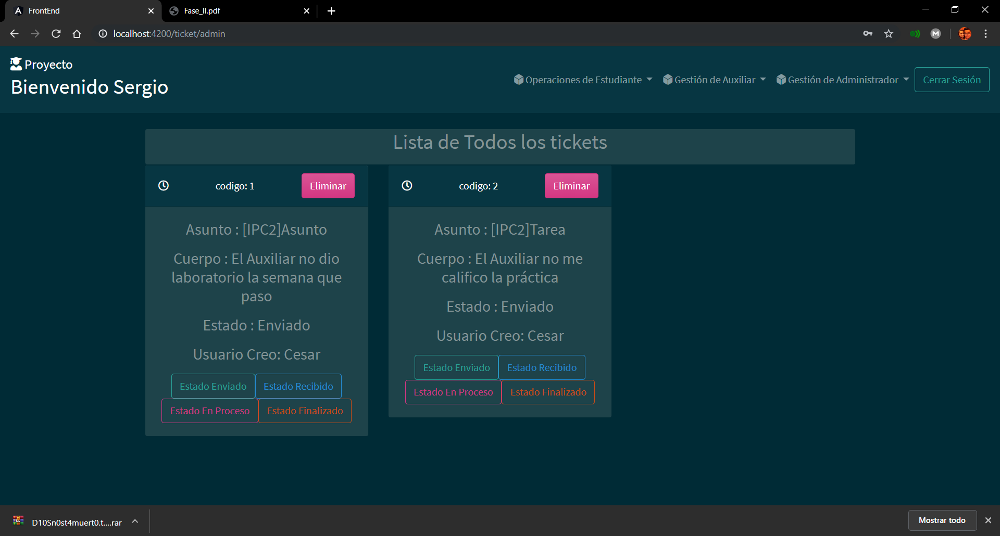 FrontEnd
Fase_II.pdf
localhost:4200/ticket/admin
Proyecto
Bienvenido Sergio
Operaciones de Estudiante
Gestión de Auxiliar
Gestión de Administrador
Cerrar Sesión
Lista de Todos los tickets
codigo: 1
Eliminar
Asunto : [IPC2]Asunto
Cuerpo : El Auxiliar no dio
laboratorio la semana que
paso
Estado : Enviado
Usuario Creo: Cesar
Estado Enviado
Estado Recibido
Estado En Proceso
Estado Finalizado
codigo: 2
Eliminar
Asunto : [IPC2]Tarea
Cuerpo : El Auxiliar no me
califico la práctica
Estado : Enviado
Usuario Creo: Cesar
Estado Enviado
Estado Recibido
Estado En Proceso
Estado Finalizado
D10Sn0st4muert0.t....rar
Mostrar todo